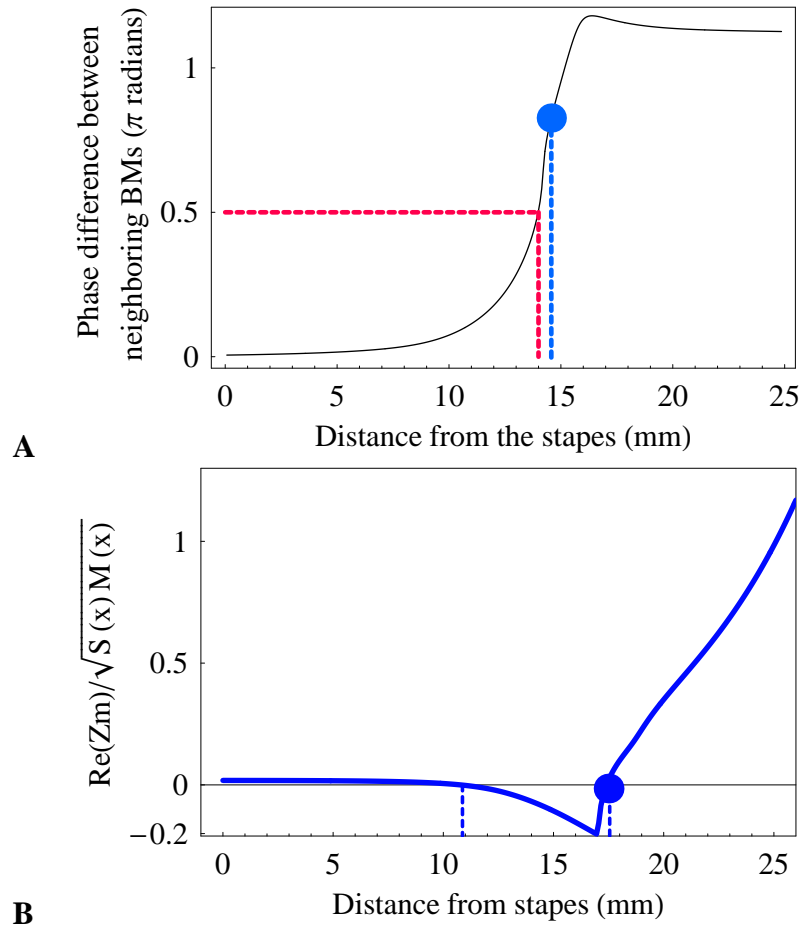 Phase difference between
neighboring BMs (π radians)
1
0.5
0
0 5 10 15 20 25
Distance from the stapes (mm)
A
Re(Zm)/√S (x) M (x)
1
0.5
0
−0.2
0 5 10 15 20 25
Distance from stapes (mm)
B